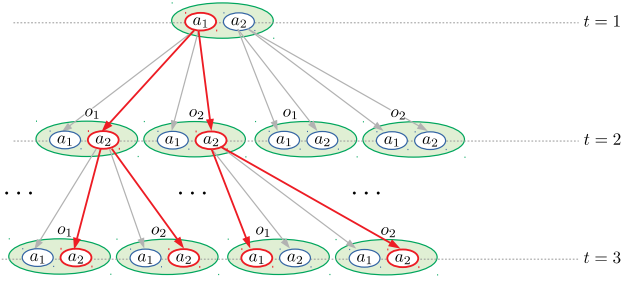 a₁ a₂ t = 1
o₁ o₂ o₁ o₂
a₁ a₂ a₁ a₂ a₁ a₂ a₁ a₂ t = 2
... ... ...
o₁ o₂ o₁ o₂
a₁ a₂ a₁ a₂ a₁ a₂ a₁ a₂ t = 3